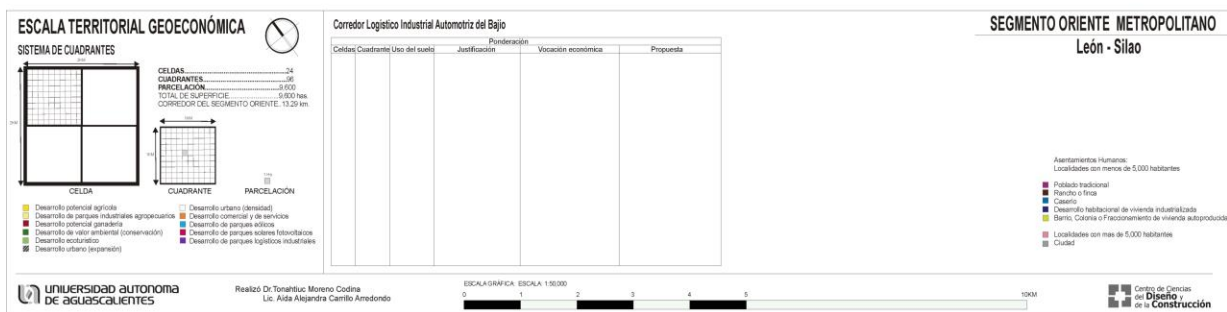 ESCALA TERRITORIAL GEOECONÓMICA
SISTEMA DE CUADRANTES
CELDAS.....24
CUADRANTES.....96
PARCELACIÓN.....9,600
TOTAL DE SUPERFICIE.....9,600 has.
CORREDOR DEL SEGMENTO ORIENTE. 13.29 km.
CELDA
CUADRANTE
PARCELACIÓN
Desarrollo potencial agrícola
Desarrollo de parques industriales agropecuarios
Desarrollo potencial ganadería
Desarrollo de valor ambiental (conservación)
Desarrollo ecoturistico
Desarrollo urbano (expansión)
Desarrollo urbano (densidad)
Desarrollo comercial y de servicios
Desarrollo de parques eólicos
Desarrollo de parques solares fotovoltaicos
Desarrollo de parques logísticos industriales
Corredor Logistico Industrial Automotriz del Bajio
Ponderación
Celdas Cuadrante Uso del suelo Justificación Vocación económica Propuesta
SEGMENTO ORIENTE METROPOLITANO
León - Silao
Asentamientos Humanos:
Localidades con menos de 5,000 habitantes
Poblado tradicional
Rancho o finca
Caserio
Desarrollo habitacional de vivienda industrializada
Barrio, Colonia o Fraccionamiento de vivienda autoproducida
Localidades con mas de 5,000 habitantes
Ciudad
UNIVERSIDAD AUTONOMA
DE AGUASCALIENTES
Realizó Dr.Tonahtiuc Moreno Codina
Lic. Aida Alejandra Carrillo Arredondo
ESCALA GRÁFICA: ESCALA: 1:50,000
0 1 2 3 4 5 10KM
Centro de Ciencias
del Diseño y
de la Construcción